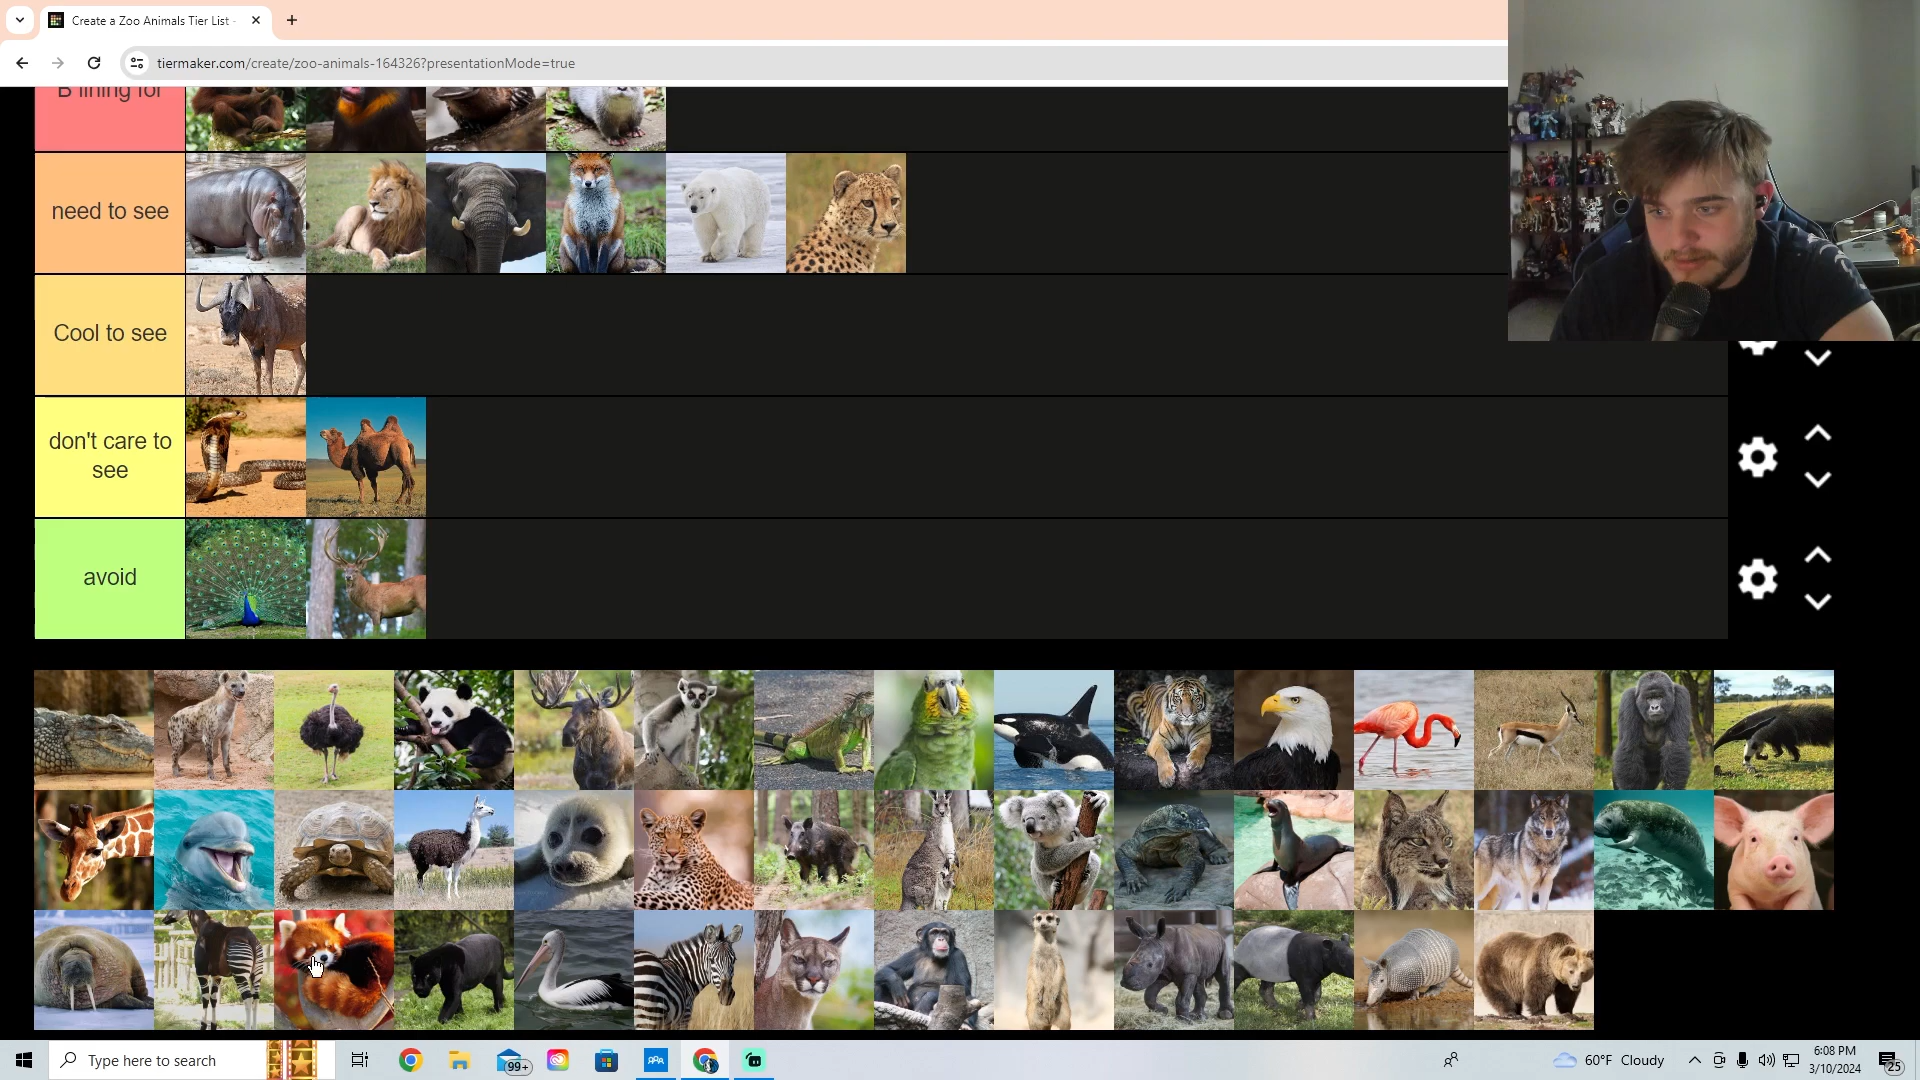 Create a Zoo Animals Tier List -
tiermaker.com/create/zoo-animals-164326?presentationMode=true
B lining for
need to see
Cool to see
don't care to
see
avoid
Type here to search
99+
60°F Cloudy
6:08 PM
3/10/2024
25